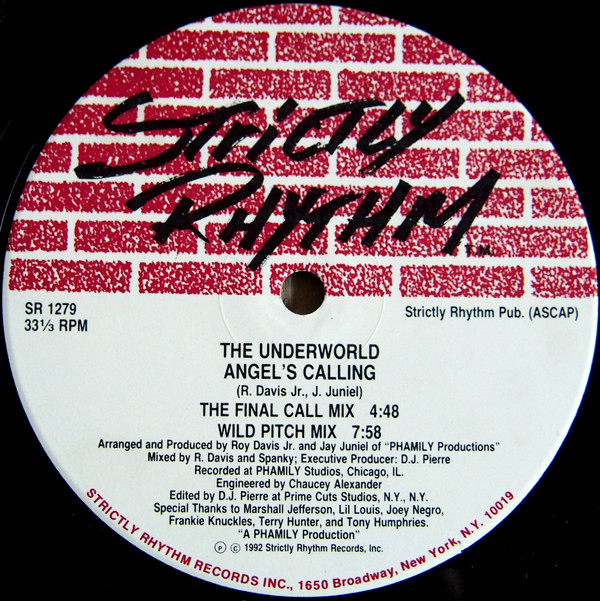 STRICTLY
RHYTHM
T.M.
SR 1279
33⅓ RPM
Strictly Rhythm Pub. (ASCAP)
THE UNDERWORLD
ANGEL'S CALLING
(R. Davis Jr., J. Juniel)
THE FINAL CALL MIX 4:48
WILD PITCH MIX 7:58
Arranged and Produced by Roy Davis Jr. and Jay Juniel of "PHAMILY Productions"
Mixed by R. Davis and Spanky; Executive Producer: D.J. Pierre
Recorded at PHAMILY Studios, Chicago, IL.
Engineered by Chaucey Alexander
Edited by D.J. Pierre at Prime Cuts Studios, N.Y., N.Y.
Special Thanks to Marshall Jefferson, Lil Louis, Joey Negro,
Frankie Knuckles, Terry Hunter, and Tony Humphries.
"A PHAMILY Production"
Ⓟ © 1992 Strictly Rhythm Records, Inc.
STRICTLY RHYTHM RECORDS INC., 1650 Broadway, New York, N.Y. 10019